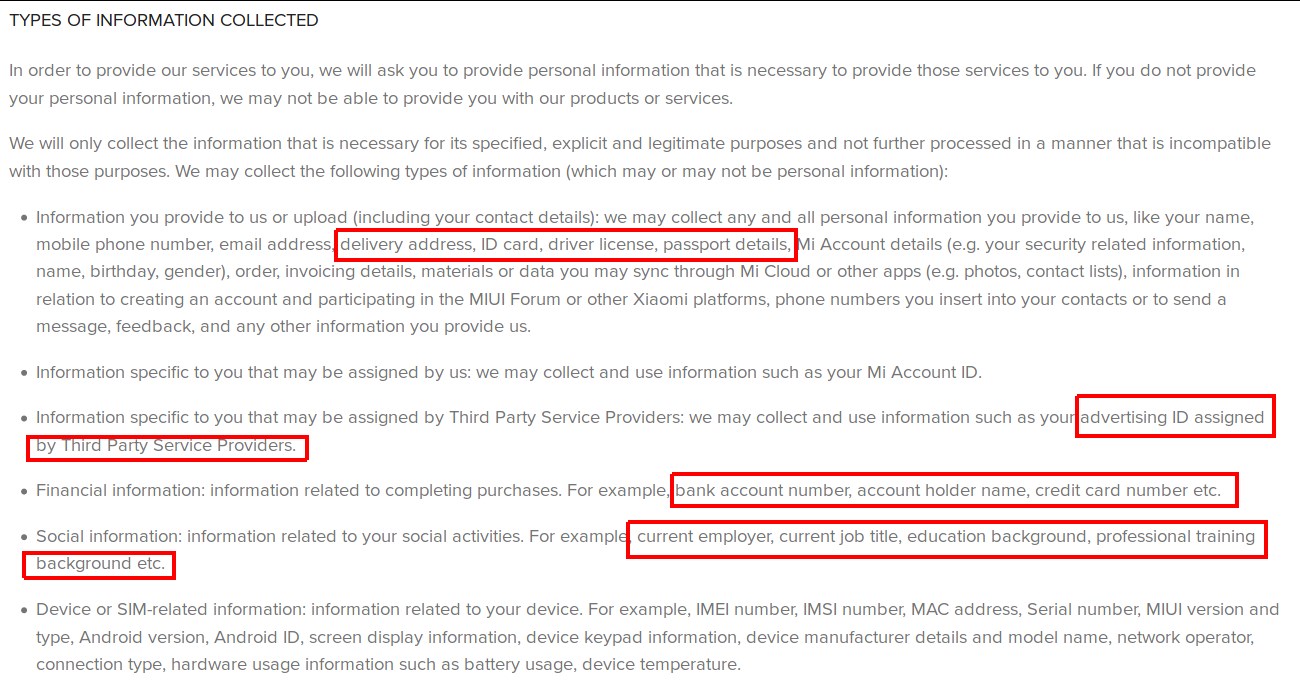 TYPES OF INFORMATION COLLECTED
In order to provide our services to you, we will ask you to provide personal information that is necessary to provide those services to you. If you do not provide
your personal information, we may not be able to provide you with our products or services.
We will only collect the information that is necessary for its specified, explicit and legitimate purposes and not further processed in a manner that is incompatible
with those purposes. We may collect the following types of information (which may or may not be personal information):
• Information you provide to us or upload (including your contact details): we may collect any and all personal information you provide to us, like your name,
mobile phone number, email address, delivery address, ID card, driver license, passport details, Mi Account details (e.g. your security related information,
name, birthday, gender), order, invoicing details, materials or data you may sync through Mi Cloud or other apps (e.g. photos, contact lists), information in
relation to creating an account and participating in the MIUI Forum or other Xiaomi platforms, phone numbers you insert into your contacts or to send a
message, feedback, and any other information you provide us.
• Information specific to you that may be assigned by us: we may collect and use information such as your Mi Account ID.
• Information specific to you that may be assigned by Third Party Service Providers: we may collect and use information such as your advertising ID assigned
by Third Party Service Providers.
• Financial information: information related to completing purchases. For example, bank account number, account holder name, credit card number etc.
• Social information: information related to your social activities. For example, current employer, current job title, education background, professional training
background etc.
• Device or SIM-related information: information related to your device. For example, IMEI number, IMSI number, MAC address, Serial number, MIUI version and
type, Android version, Android ID, screen display information, device keypad information, device manufacturer details and model name, network operator,
connection type, hardware usage information such as battery usage, device temperature.